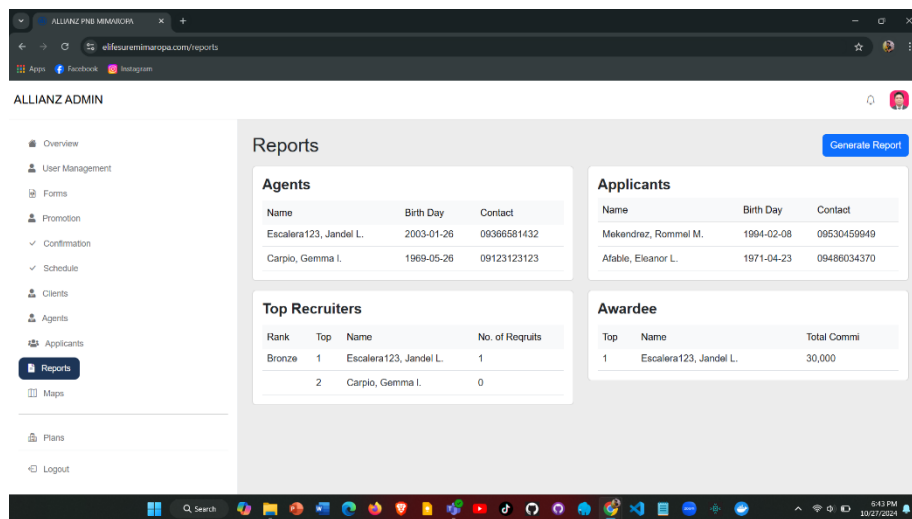 ALLIANZ PNB MIMAROPA
elifesuremimaropa.com/reports
Apps Facebook Instagram
ALLIANZ ADMIN
Overview
User Management
Forms
Promotion
Confirmation
Schedule
Clients
Agents
Applicants
Reports
Maps
Plans
Logout
Reports
Generate Report
Agents
Name Birth Day Contact
Escalera123, Jandel L. 2003-01-26 09366581432
Carpio, Gemma I. 1969-05-26 09123123123
Applicants
Name Birth Day Contact
Mekendrez, Rommel M. 1994-02-08 09530459949
Afable, Eleanor L. 1971-04-23 09486034370
Top Recruiters
Rank Top Name No. of Reqruits
Bronze 1 Escalera123, Jandel L. 1
2 Carpio, Gemma I. 0
Awardee
Top Name Total Commi
1 Escalera123, Jandel L. 30,000
Search
6:43 PM
10/27/2024